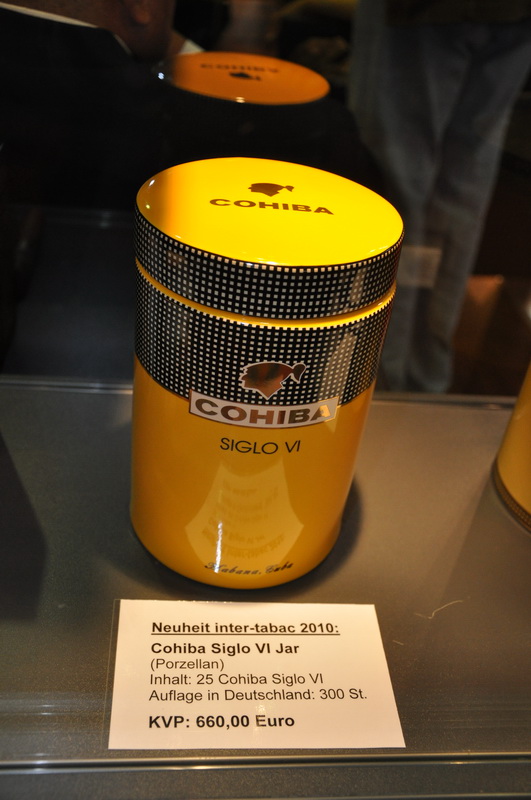 COHIBA
COHIBA
SIGLO VI
Habana, Cuba
Neuheit inter-tabac 2010:
Cohiba Siglo VI Jar
(Porzellan)
Inhalt: 25 Cohiba Siglo VI
Auflage in Deutschland: 300 St.
KVP: 660,00 Euro